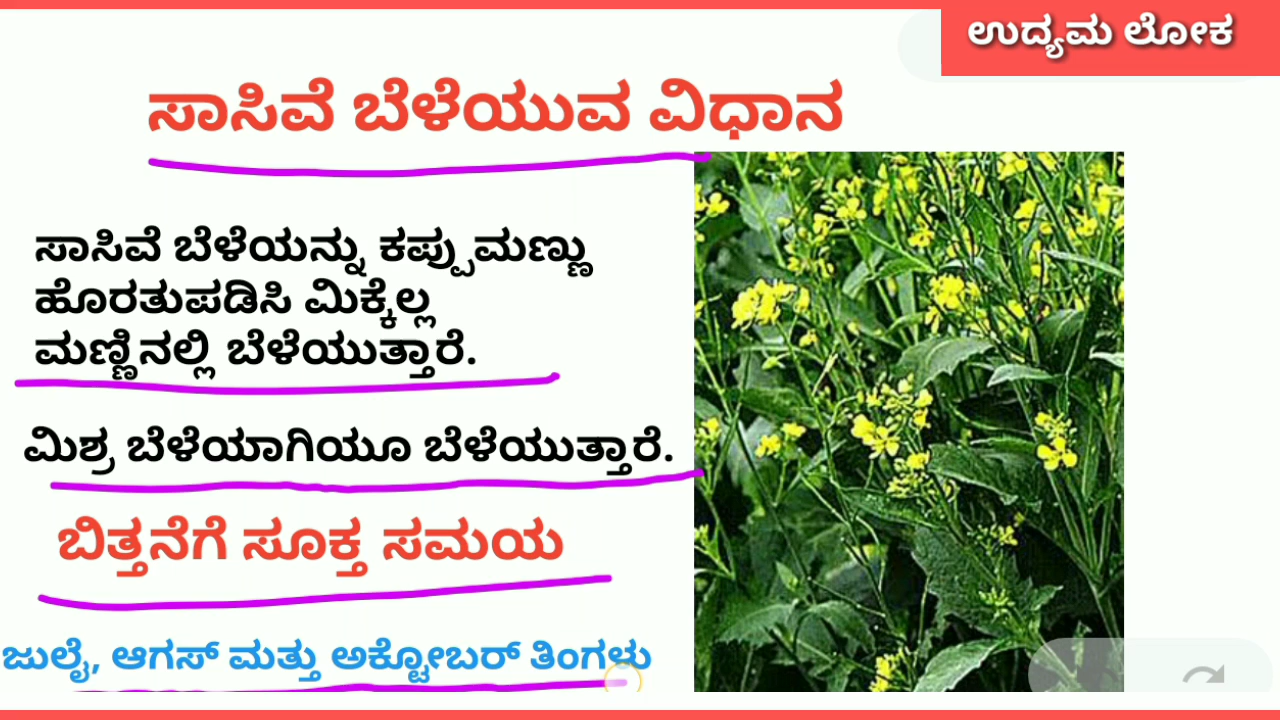 ಉದ್ಯಮ ಲೋಕ
ಸಾಸಿವೆ ಬೆಳೆಯುವ ವಿಧಾನ
ಸಾಸಿವೆ ಬೆಳೆಯನ್ನು ಕಪ್ಪುಮಣ್ಣು
ಹೊರತುಪಡಿಸಿ ಮಿಕ್ಕೆಲ್ಲ
ಮಣ್ಣಿನಲ್ಲಿ ಬೆಳೆಯುತ್ತಾರೆ.
ಮಿಶ್ರ ಬೆಳೆಯಾಗಿಯೂ ಬೆಳೆಯುತ್ತಾರೆ.
ಬಿತ್ತನೆಗೆ ಸೂಕ್ತ ಸಮಯ
ಜುಲೈ, ಆಗಸ್ ಮತ್ತು ಅಕ್ಟೋಬರ್ ತಿಂಗಳು